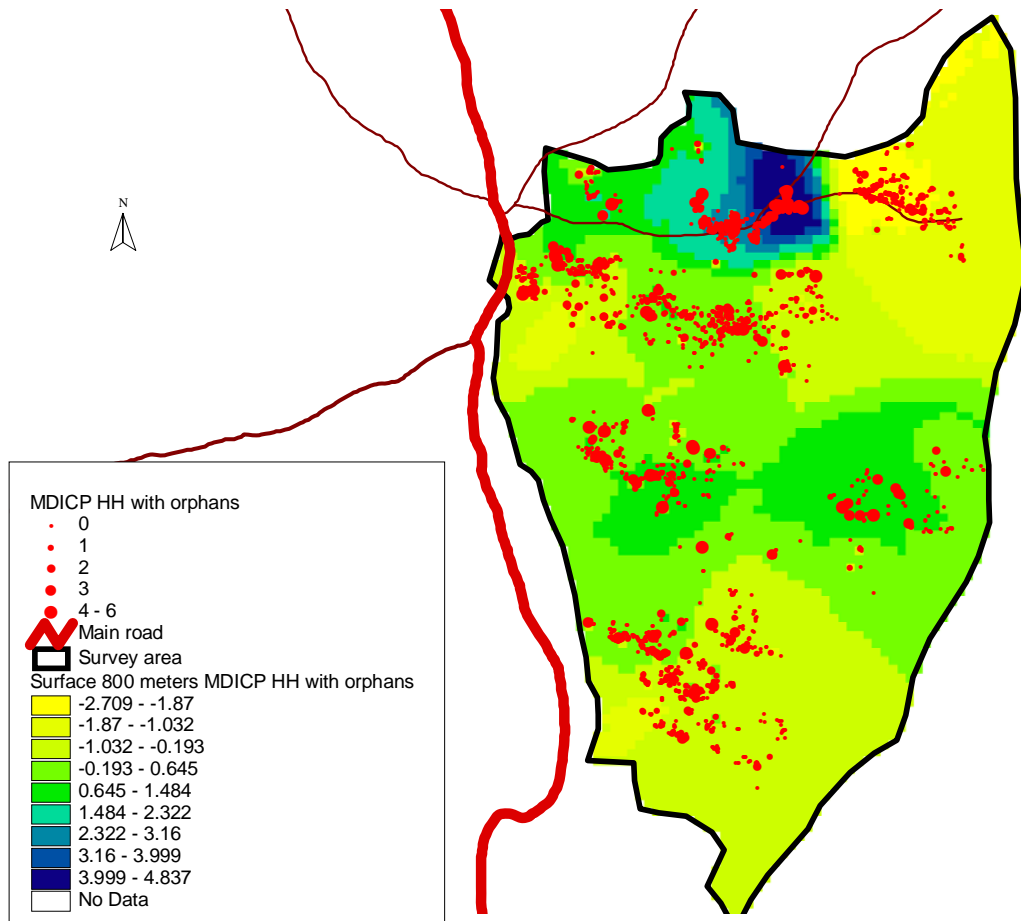 N
MDICP HH with orphans
0
1
2
3
4 - 6
Main road
Survey area
Surface 800 meters MDICP HH with orphans
-2.709 - -1.87
-1.87 - -1.032
-1.032 - -0.193
-0.193 - 0.645
0.645 - 1.484
1.484 - 2.322
2.322 - 3.16
3.16 - 3.999
3.999 - 4.837
No Data